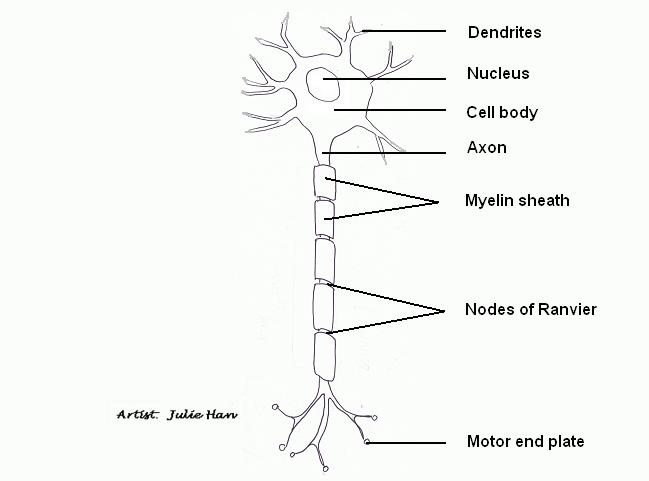 Dendrites
Nucleus
Cell body
Axon
Myelin sheath
Nodes of Ranvier
Artist: Julie Han
Motor end plate